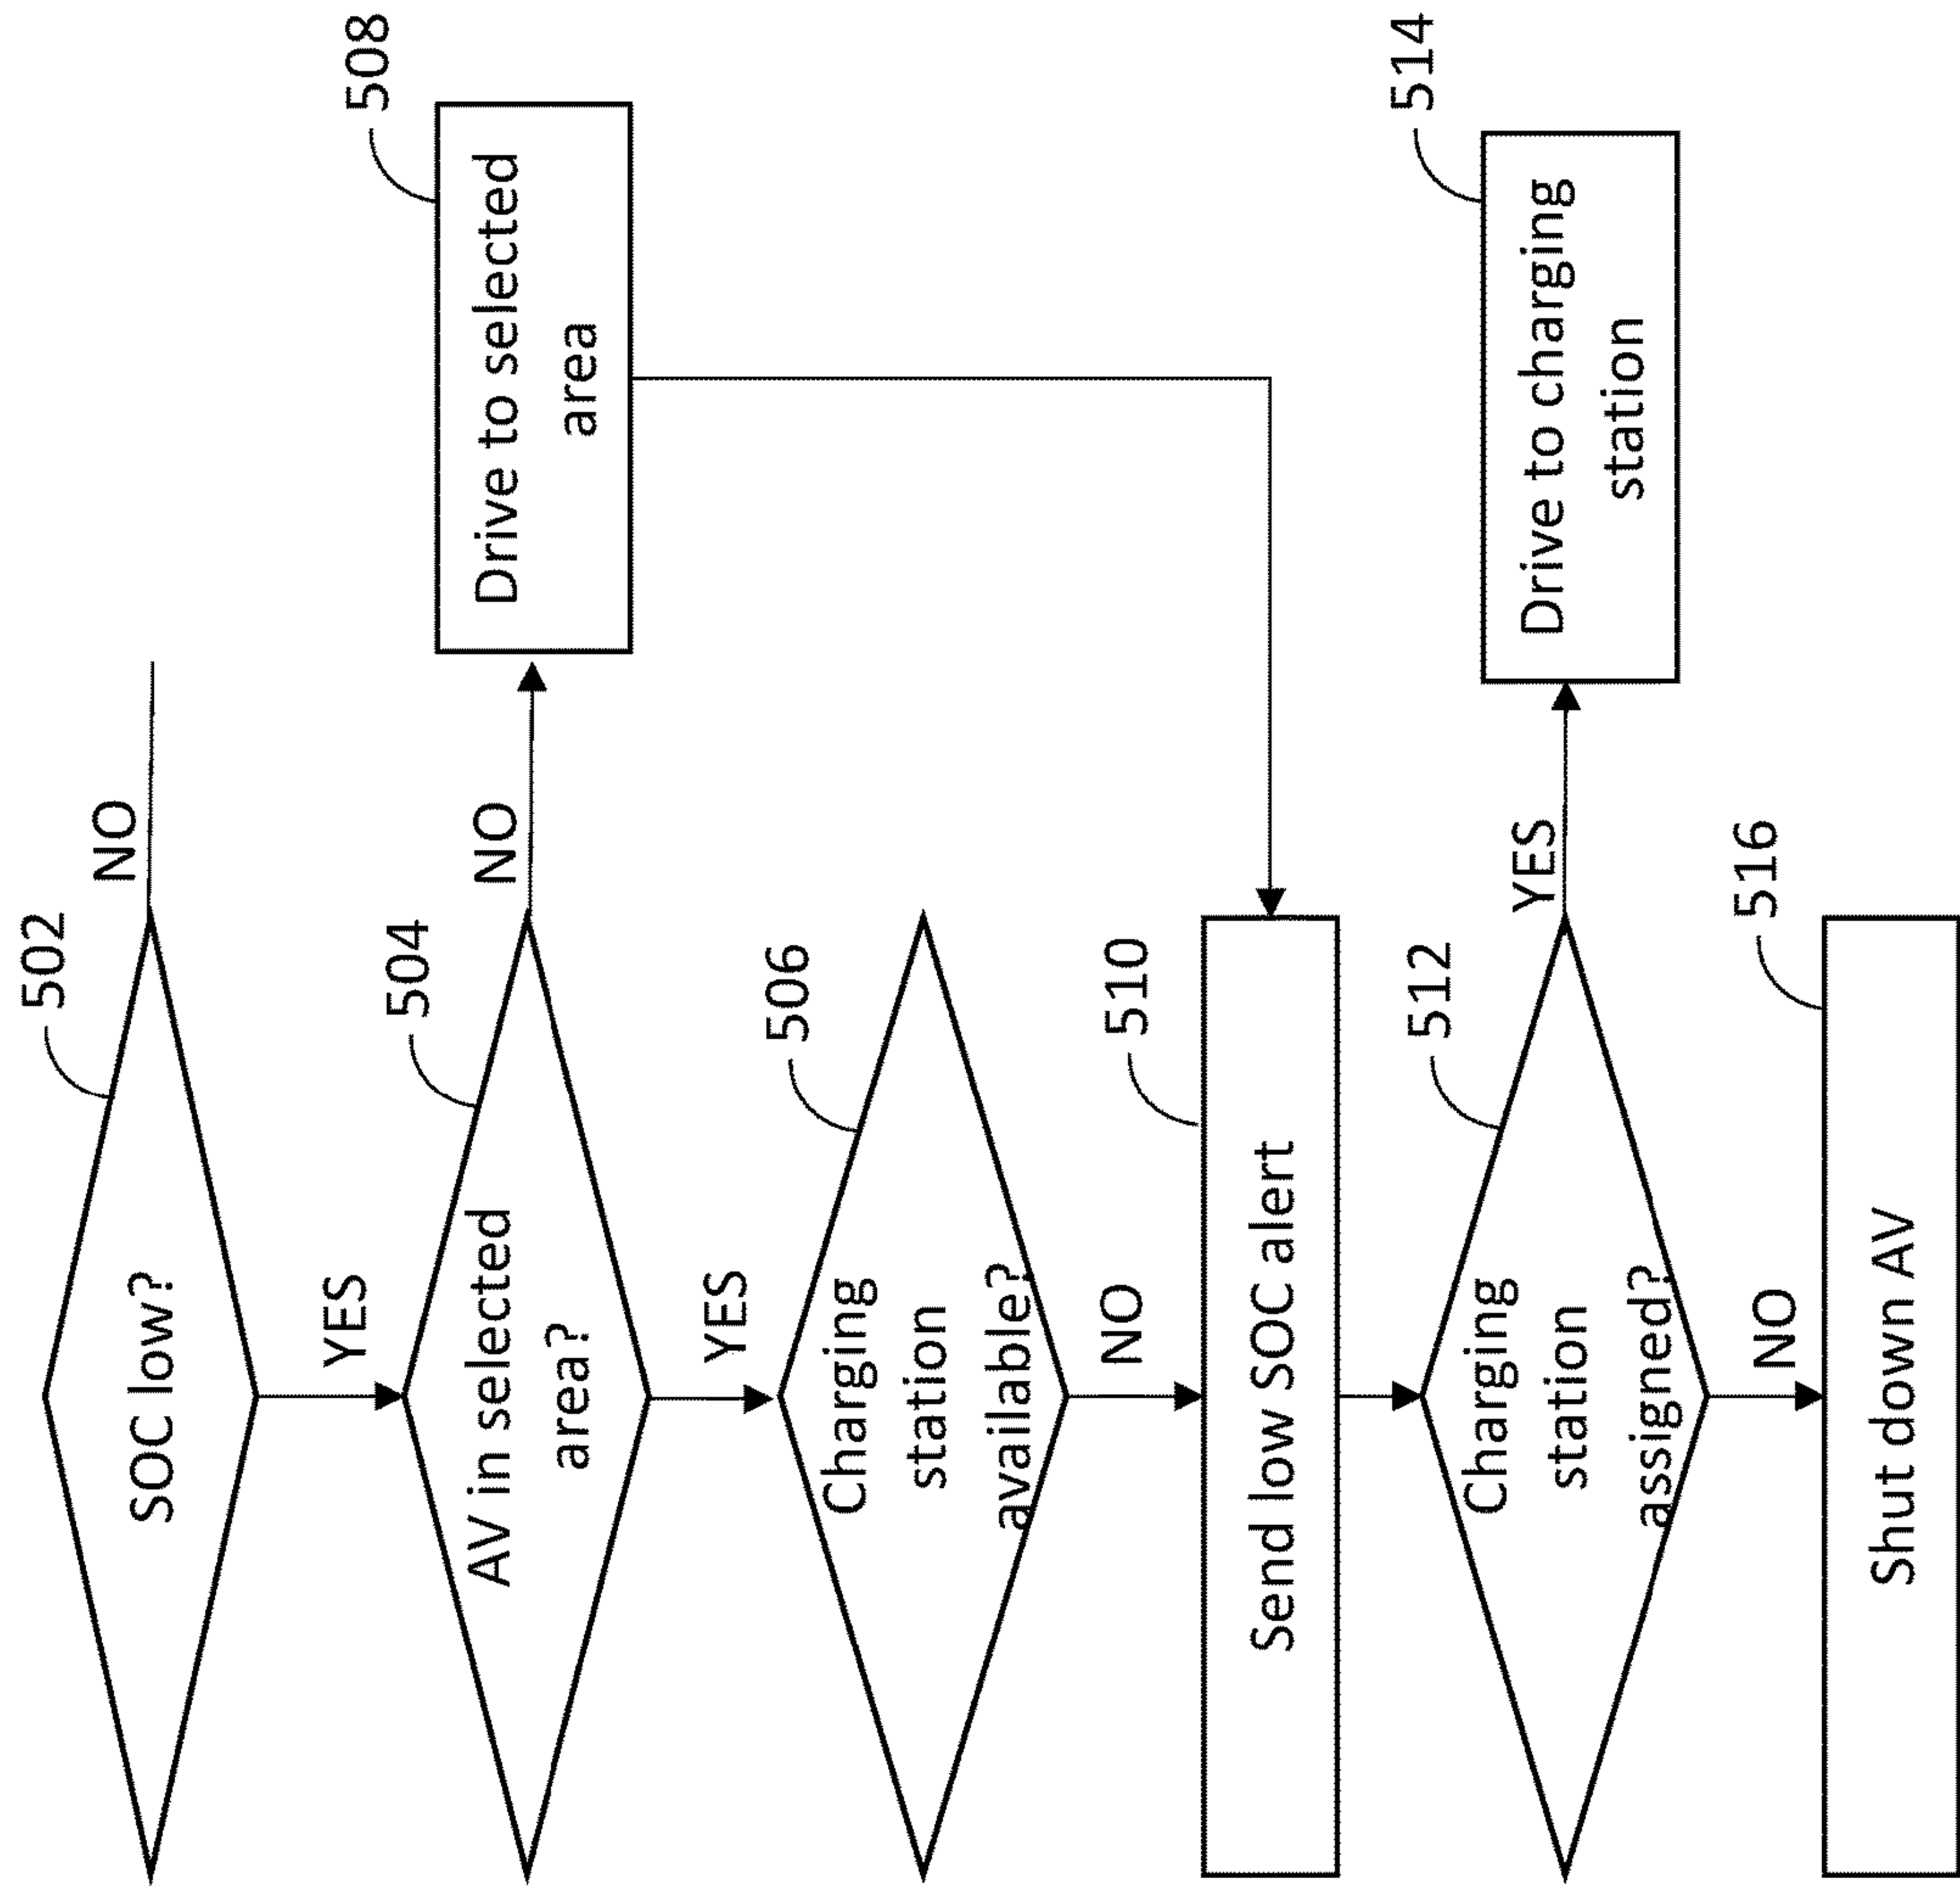 502
SOC low?
NO
YES
504
AV in selected
area?
NO
508
Drive to selected
area
YES
506
Charging
station
available?
NO
510
Send low SOC alert
512
Charging
station
assigned?
YES
514
Drive to charging
station
NO
516
Shut down AV